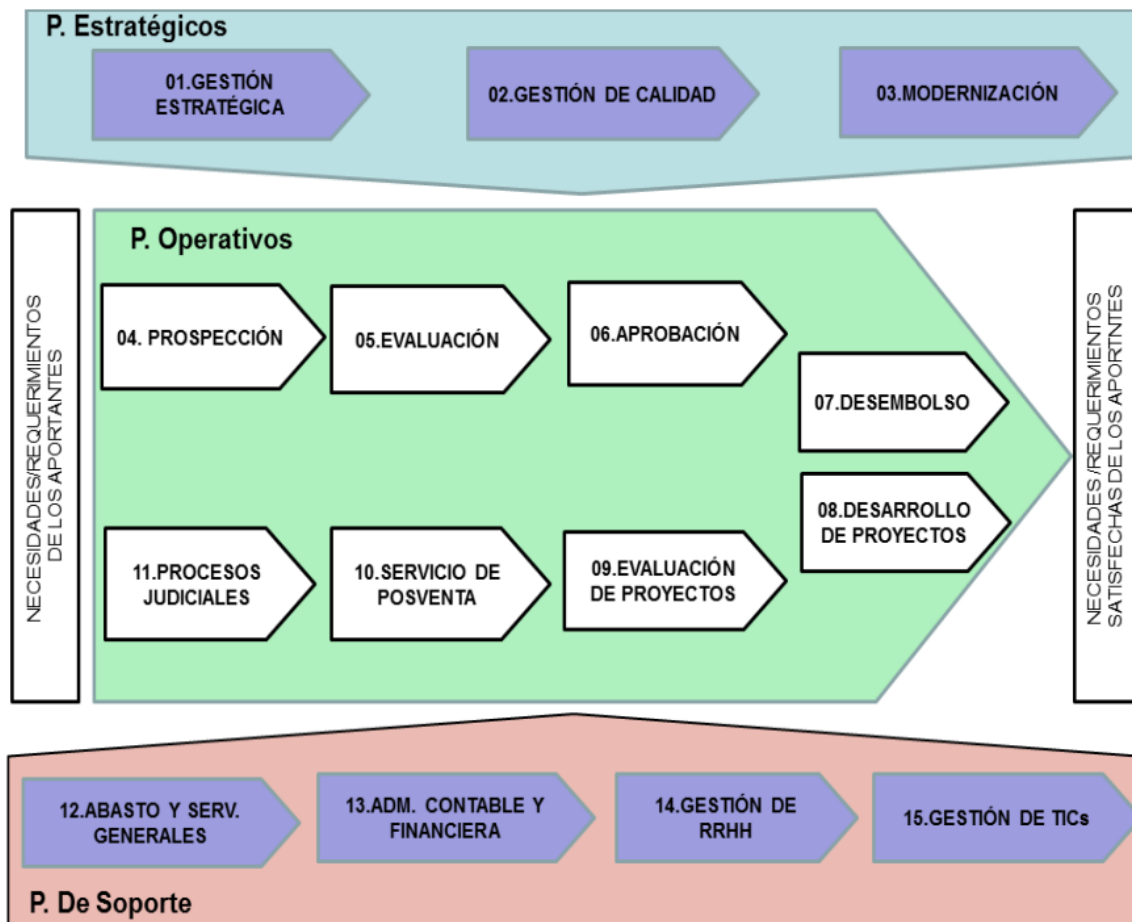 P. Estratégicos
01.GESTIÓN
ESTRATÉGICA
02.GESTIÓN DE CALIDAD
03.MODERNIZACIÓN
NECESIDADES/REQUERIMIENTOS
DE LOS APORTANTES
P. Operativos
04. PROSPECCIÓN
05.EVALUACIÓN
06.APROBACIÓN
07.DESEMBOLSO
08.DESARROLLO
DE PROYECTOS
09.EVALUACIÓN
DE PROYECTOS
10.SERVICIO DE
POSVENTA
11.PROCESOS
JUDICIALES
NECESIDADES /REQUERIMIENTOS
SATISFECHAS DE LOS APORTNTES
12.ABASTO Y SERV.
GENERALES
13.ADM. CONTABLE Y
FINANCIERA
14.GESTIÓN DE
RRHH
15.GESTIÓN DE TICs
P. De Soporte